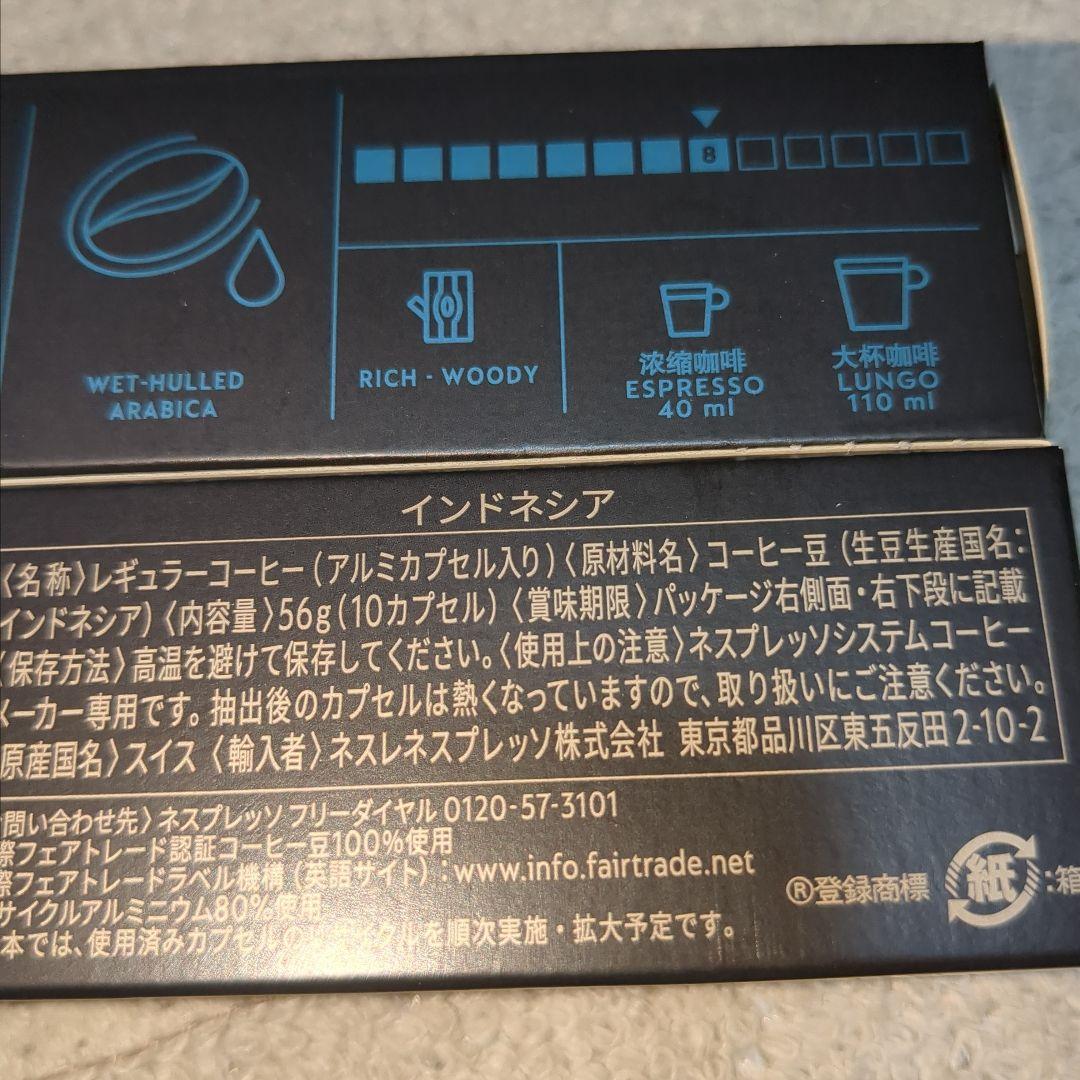 8
WET-HULLED
ARABICA
RICH - WOODY
浓缩咖啡
ESPRESSO
40 ml
大杯咖啡
LUNGO
110 ml
インドネシア
〈名称〉レギュラーコーヒー(アルミカプセル入り)〈原材料名〉コーヒー豆(生豆生産国名:
インドネシア)〈内容量〉56g(10カプセル)〈賞味期限〉パッケージ右側面・右下段に記載
〈保存方法〉高温を避けて保存してください。〈使用上の注意〉ネスプレッソシステムコーヒー
メーカー専用です。抽出後のカプセルは熱くなっていますので、取り扱いにご注意ください。
原産国名〉スイス〈輸入者〉ネスレネスプレッソ株式会社 東京都品川区東五反田2-10-2
問い合わせ先〉ネスプレッソ フリーダイヤル 0120-57-3101
際フェアトレード認証コーヒー豆100%使用
際フェアトレードラベル機構(英語サイト):www.info.fairtrade.net
サイクルアルミニウム80%使用
本では、使用済みカプセルのリサイクルを順次実施・拡大予定です。
®登録商標
紙:箱